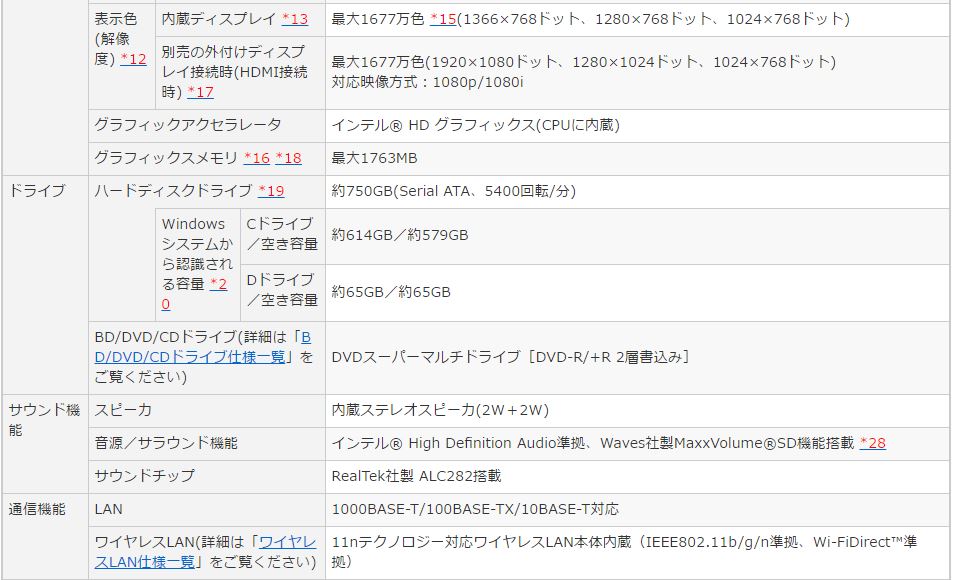 表示色
(解像
度) *12
内蔵ディスプレイ *13
最大1677万色 *15(1366×768ドット、1280×768ドット、1024×768ドット)
別売の外付けディスプ
レイ接続時(HDMI接続
時) *17
最大1677万色(1920×1080ドット、1280×1024ドット、1024×768ドット)
対応映像方式：1080p/1080i
グラフィックアクセラレータ
インテル® HD グラフィックス(CPUに内蔵)
グラフィックスメモリ *16 *18
最大1763MB
ドライブ
ハードディスクドライブ *19
約750GB(Serial ATA、5400回転/分)
Windows
システムか
ら認識され
る容量 *2
0
Cドライブ
／空き容量
約614GB／約579GB
Dドライブ
／空き容量
約65GB／約65GB
BD/DVD/CDドライブ(詳細は「B
D/DVD/CDドライブ仕様一覧」を
ご覧ください)
DVDスーパーマルチドライブ［DVD-R/+R 2層書込み］
サウンド機
能
スピーカ
内蔵ステレオスピーカ(2W＋2W)
音源／サラウンド機能
インテル® High Definition Audio準拠、Waves社製MaxxVolume®SD機能搭載 *28
サウンドチップ
RealTek社製 ALC282搭載
通信機能
LAN
1000BASE-T/100BASE-TX/10BASE-T対応
ワイヤレスLAN(詳細は「ワイヤレ
スLAN仕様一覧」をご覧ください)
11nテクノロジー対応ワイヤレスLAN本体内蔵（IEEE802.11b/g/n準拠、Wi-FiDirect™準
拠）